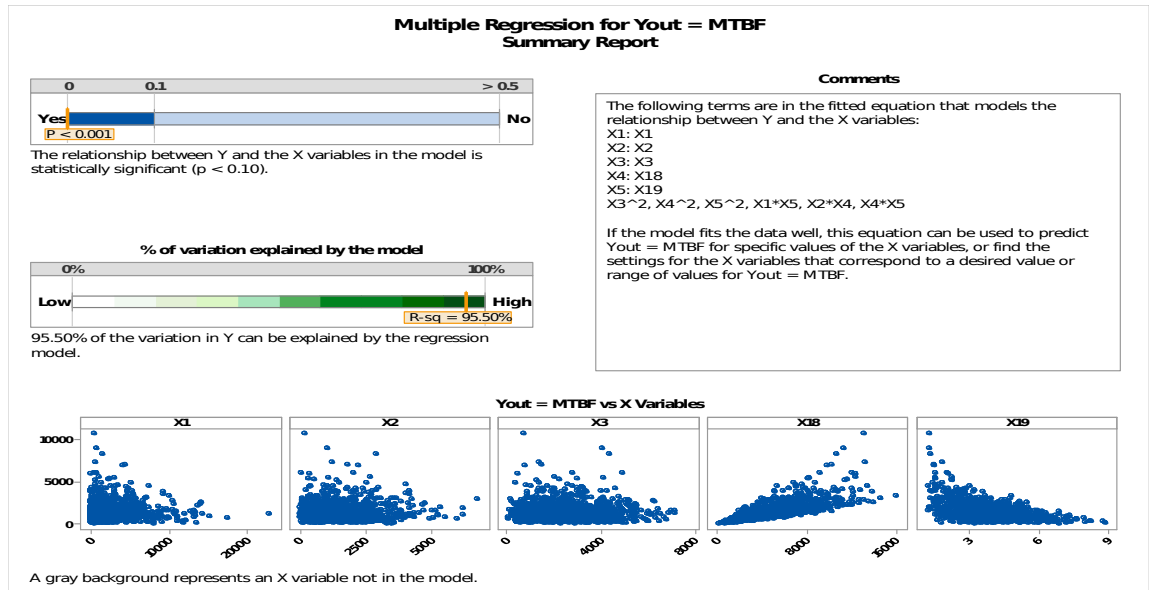 Multiple Regression for Yout = MTBF
Summary Report
0 0.1 > 0.5
Yes No
P < 0.001
The relationship between Y and the X variables in the model is
statistically significant (p < 0.10).
% of variation explained by the model
0% 100%
Low High
R-sq = 95.50%
95.50% of the variation in Y can be explained by the regression
model.
Comments
The following terms are in the fitted equation that models the
relationship between Y and the X variables:
X1: X1
X2: X2
X3: X3
X4: X18
X5: X19
X3^2, X4^2, X5^2, X1*X5, X2*X4, X4*X5
If the model fits the data well, this equation can be used to predict
Yout = MTBF for specific values of the X variables, or find the
settings for the X variables that correspond to a desired value or
range of values for Yout = MTBF.
Yout = MTBF vs X Variables
X1 X2 X3 X18 X19
10000
5000
0
0 10000 20000 0 2500 5000 0 4000 8000 0 8000 16000 3 6 9
A gray background represents an X variable not in the model.